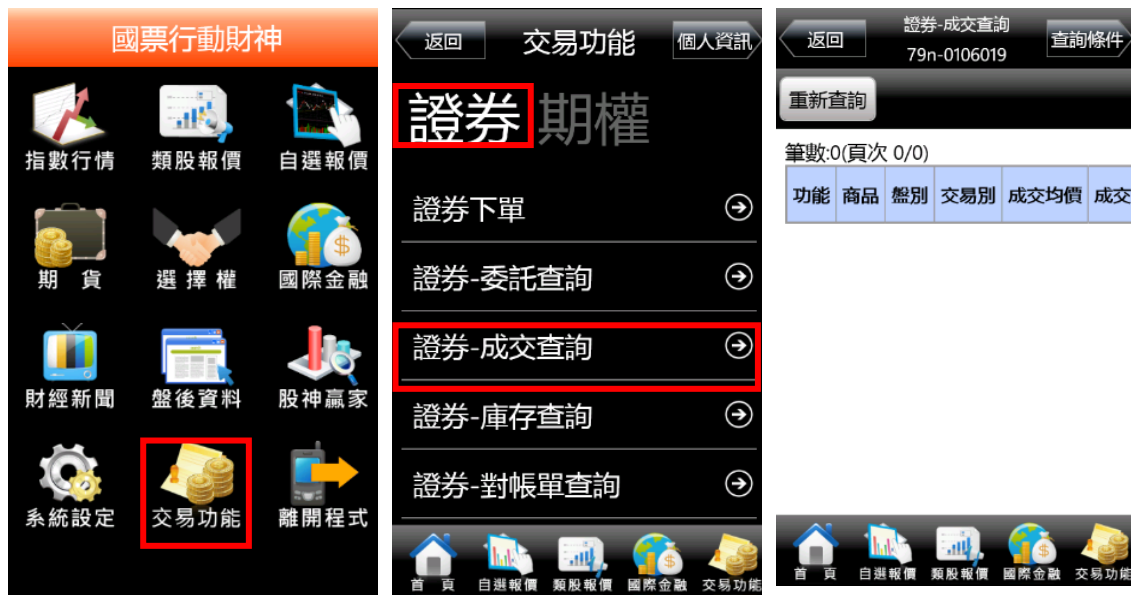 國票行動財神
指數行情 類股報價 自選報價
期 貨 選 擇 權 國際金融
財經新聞 盤後資料 股神贏家
系統設定 交易功能 離開程式
返回 交易功能 個人資訊
證券 期權
證券下單
證券-委託查詢
證券-成交查詢
證券-庫存查詢
證券-對帳單查詢
首 頁 自選報價 類股報價 國際金融 交易功能
返回 證券-成交查詢 查詢條件
79n-0106019
重新查詢
筆數:0(頁次 0/0)
功能 商品 盤別 交易別 成交均價 成交
首 頁 自選報價 類股報價 國際金融 交易功能